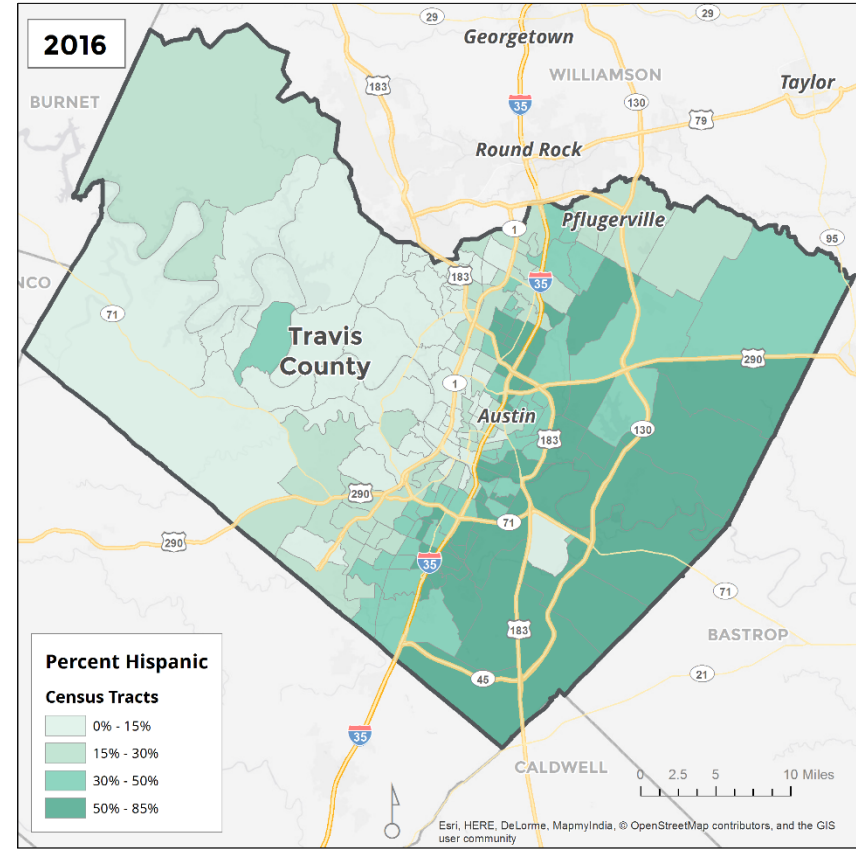 2016
29
Georgetown
29
WILLIAMSON
183
Taylor
BURNET
35
130
79
Round Rock
Pflugerville
1
95
183
35
NCO
71
Travis
County
290
1
Austin
183
130
290
71
290
35
71
183
BASTROP
45
21
35
CALDWELL
Percent Hispanic
Census Tracts
0% - 15%
15% - 30%
30% - 50%
50% - 85%
0 2.5 5 10 Miles
Esri, HERE, DeLorme, MapmyIndia, © OpenStreetMap contributors, and the GIS
user community